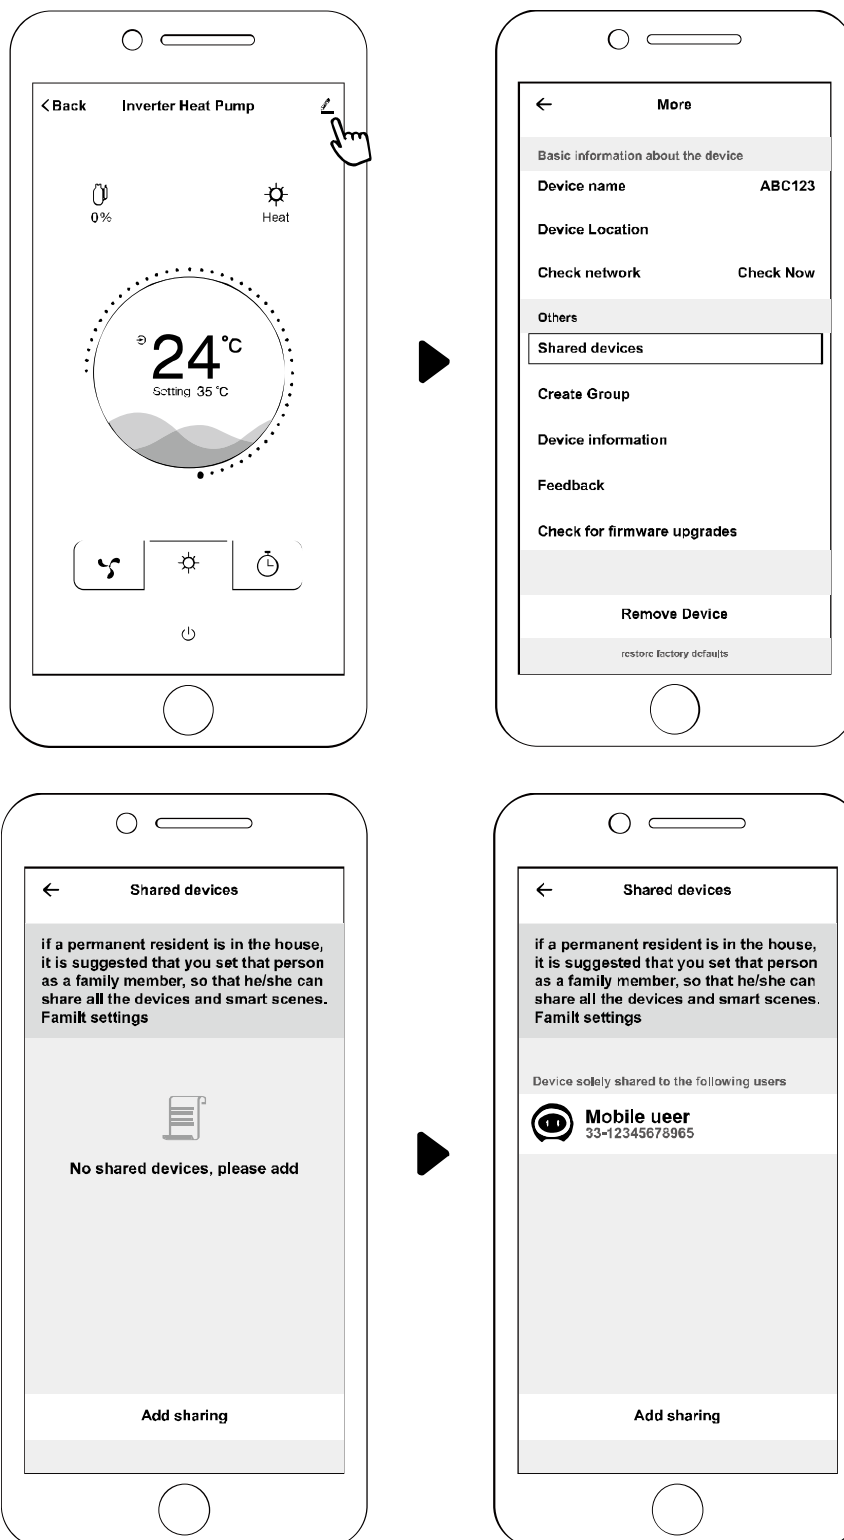 <Back Inverter Heat Pump
0%
Heat
24°C
Setting 35 °C
More
Basic information about the device
Device name ABC123
Device Location
Check network Check Now
Others
Shared devices
Create Group
Device information
Feedback
Check for firmware upgrades
Remove Device
restore factory defaults
Shared devices
if a permanent resident is in the house,
it is suggested that you set that person
as a family member, so that he/she can
share all the devices and smart scenes.
Familt settings
No shared devices, please add
Add sharing
Shared devices
if a permanent resident is in the house,
it is suggested that you set that person
as a family member, so that he/she can
share all the devices and smart scenes.
Familt settings
Device solely shared to the following users
Mobile ueer
33-12345678965
Add sharing